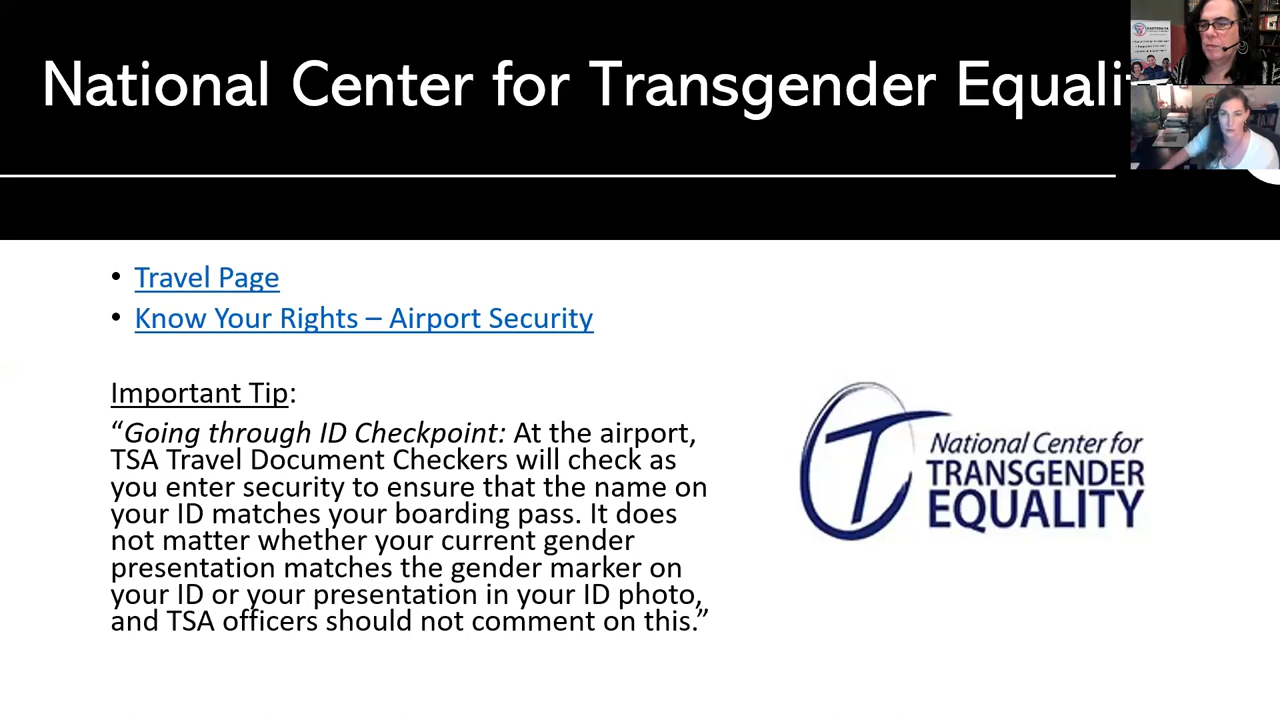 National Center for Transgender Equali
• Travel Page
• Know Your Rights – Airport Security
Important Tip:
“Going through ID Checkpoint: At the airport,
TSA Travel Document Checkers will check as
you enter security to ensure that the name on
your ID matches your boarding pass. It does
not matter whether your current gender
presentation matches the gender marker on
your ID or your presentation in your ID photo,
and TSA officers should not comment on this.”
National Center for
TRANSGENDER
EQUALITY